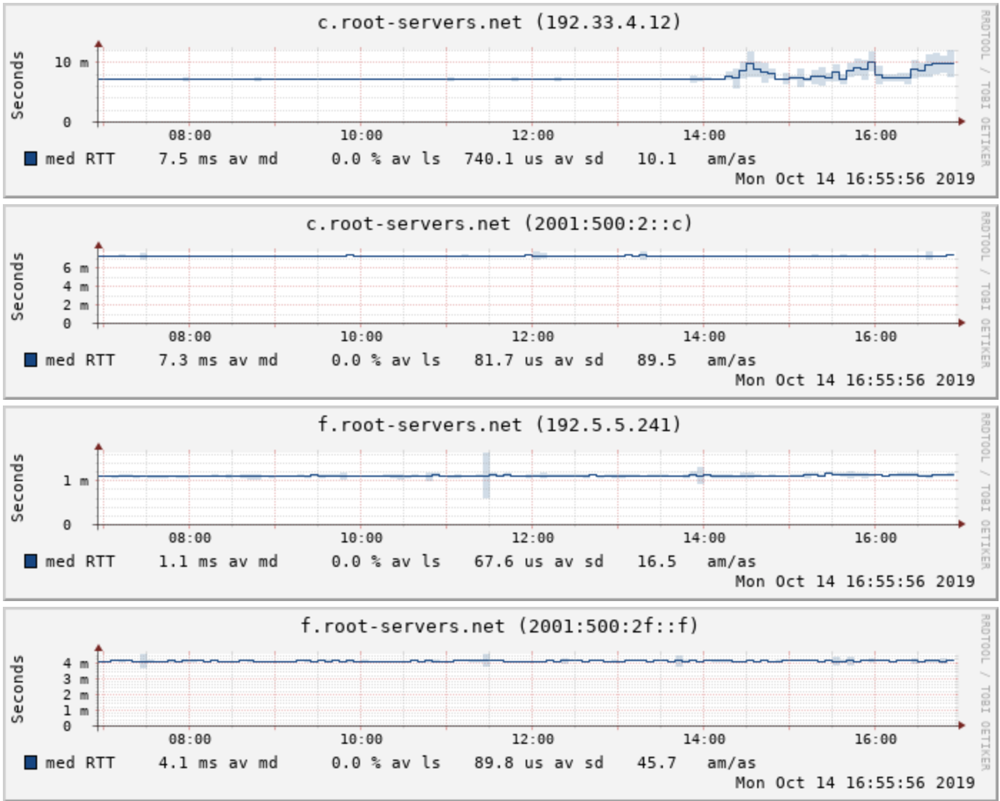 c.root-servers.net (192.33.4.12)
RRDTOOL / TOBI OETIKER
Seconds
10 m
0
08:00 10:00 12:00 14:00 16:00
med RTT 7.5 ms av md 0.0 % av ls 740.1 us av sd 10.1 am/as
Mon Oct 14 16:55:56 2019
c.root-servers.net (2001:500:2::c)
RRDTOOL / TOBI OETIKER
Seconds
6 m
4 m
2 m
0
08:00 10:00 12:00 14:00 16:00
med RTT 7.3 ms av md 0.0 % av ls 81.7 us av sd 89.5 am/as
Mon Oct 14 16:55:56 2019
f.root-servers.net (192.5.5.241)
RRDTOOL / TOBI OETIKER
Seconds
1 m
0
08:00 10:00 12:00 14:00 16:00
med RTT 1.1 ms av md 0.0 % av ls 67.6 us av sd 16.5 am/as
Mon Oct 14 16:55:56 2019
f.root-servers.net (2001:500:2f::f)
RRDTOOL / TOBI OETIKER
Seconds
4 m
3 m
2 m
1 m
0
08:00 10:00 12:00 14:00 16:00
med RTT 4.1 ms av md 0.0 % av ls 89.8 us av sd 45.7 am/as
Mon Oct 14 16:55:56 2019